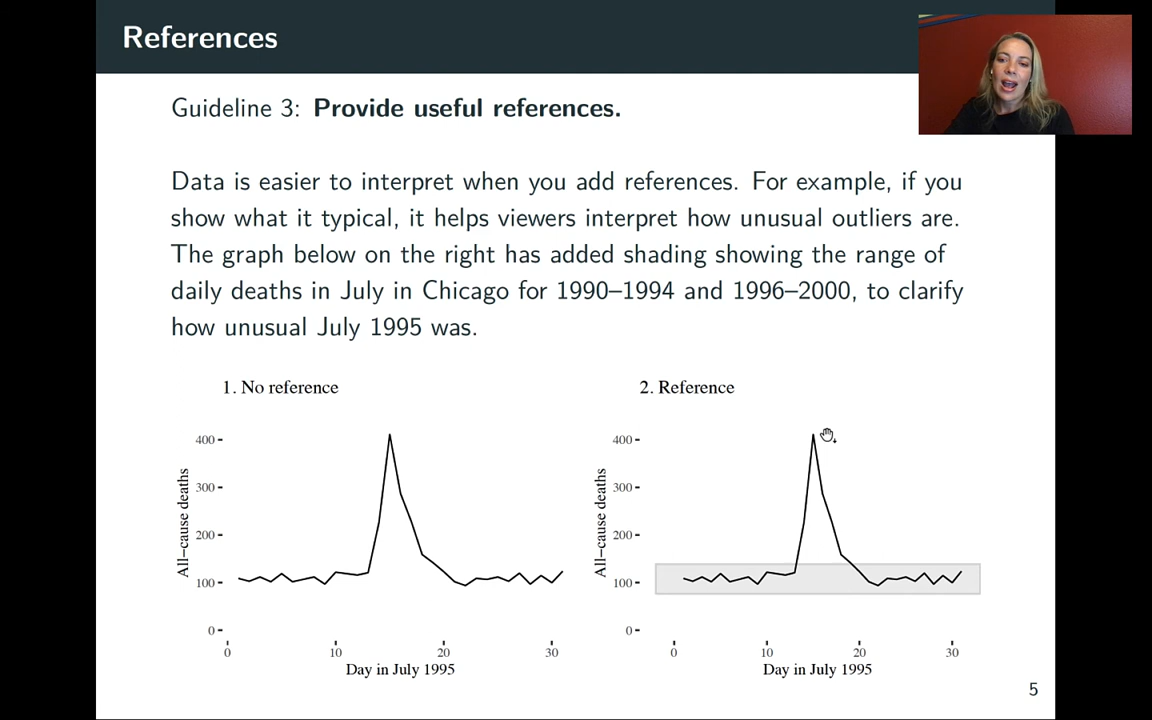 References
Guideline 3: Provide useful references.
Data is easier to interpret when you add references. For example, if you
show what it typical, it helps viewers interpret how unusual outliers are.
The graph below on the right has added shading showing the range of
daily deaths in July in Chicago for 1990–1994 and 1996–2000, to clarify
how unusual July 1995 was.
1. No reference
400
300
200
100
0
All−cause deaths
0 10 20 30
Day in July 1995
2. Reference
400
300
200
100
0
All−cause deaths
0 10 20 30
Day in July 1995
5